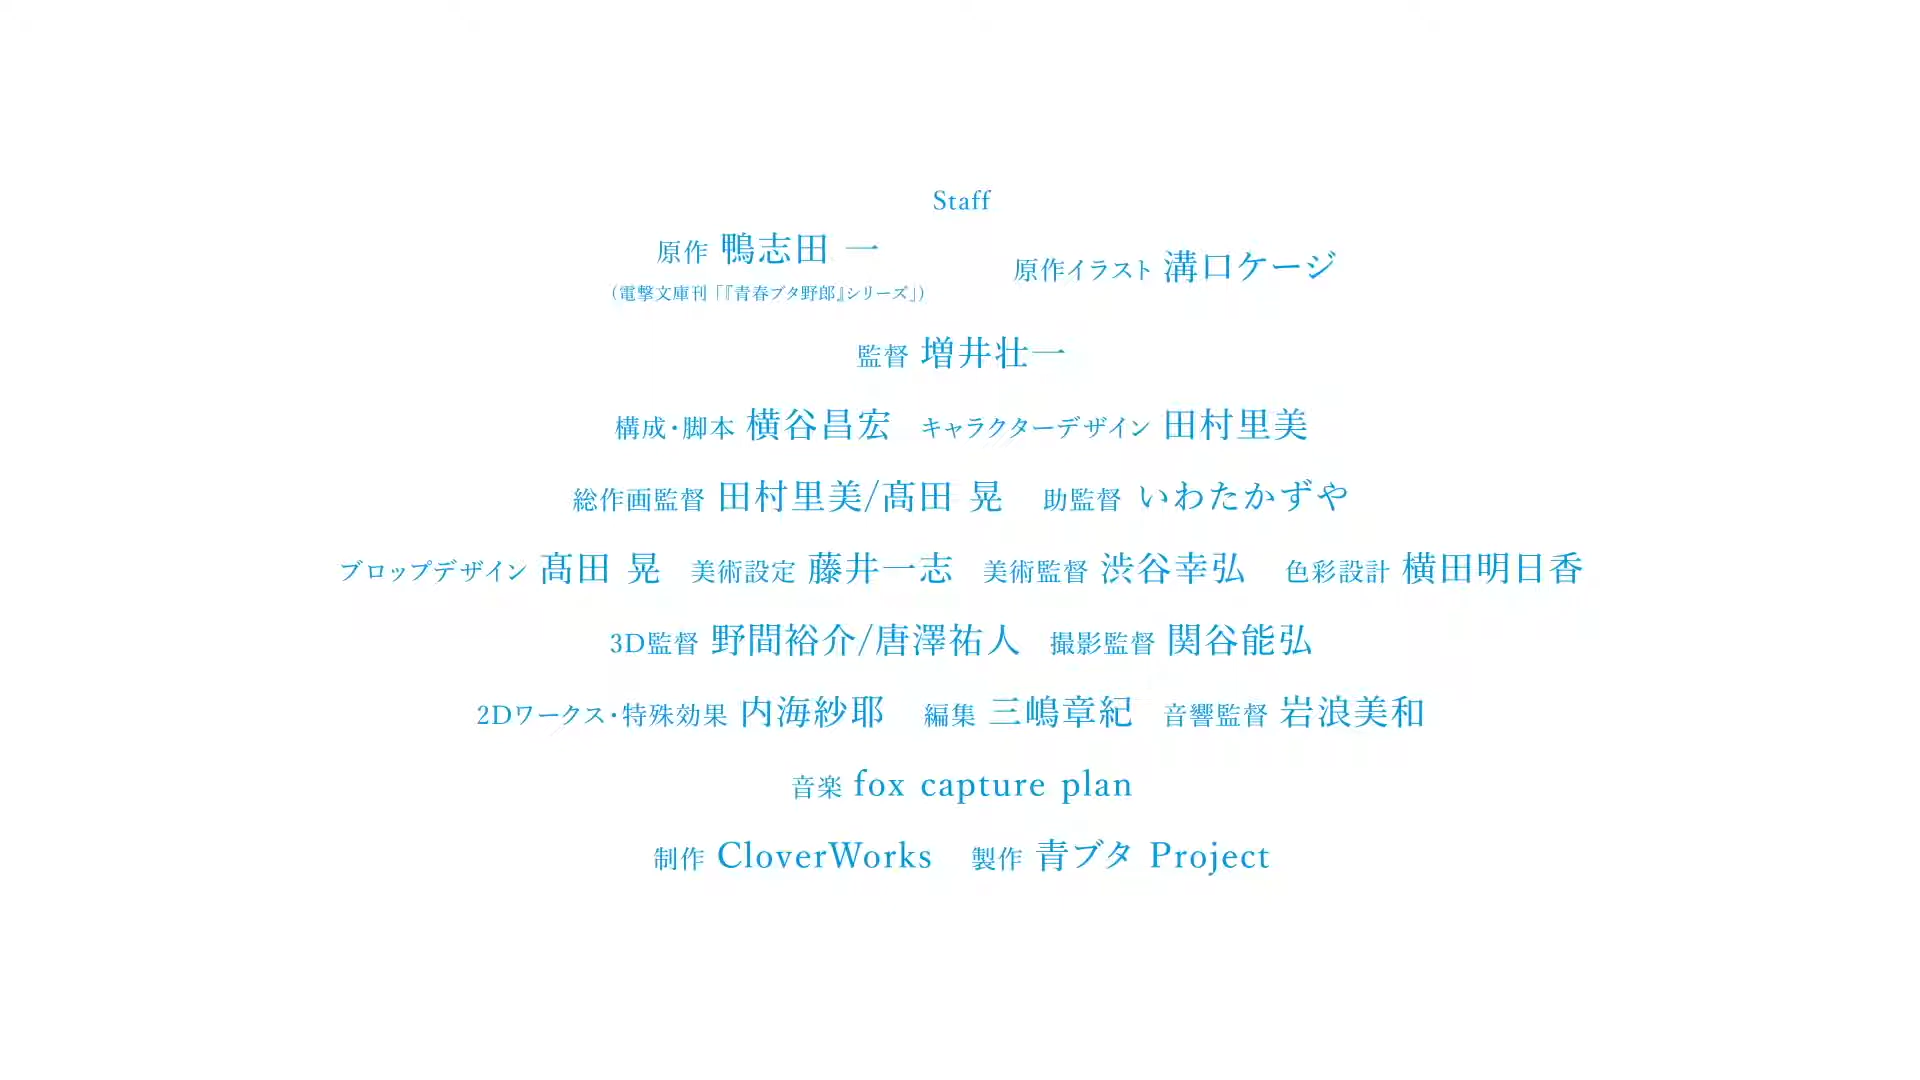 Staff
原作 鴨志田 一 原作イラスト 溝口ケージ
（電撃文庫刊「『青春ブタ野郎』シリーズ」）
監督 増井壮一
構成・脚本 横谷昌宏 キャラクターデザイン 田村里美
総作画監督 田村里美/髙田 晃 助監督 いわたかずや
プロップデザイン 髙田 晃 美術設定 藤井一志 美術監督 渋谷幸弘 色彩設計 横田明日香
3D監督 野間裕介/唐澤祐人 撮影監督 関谷能弘
2Dワークス・特殊効果 内海紗耶 編集 三嶋章紀 音響監督 岩浪美和
音楽 fox capture plan
制作 CloverWorks 製作 青ブタ Project